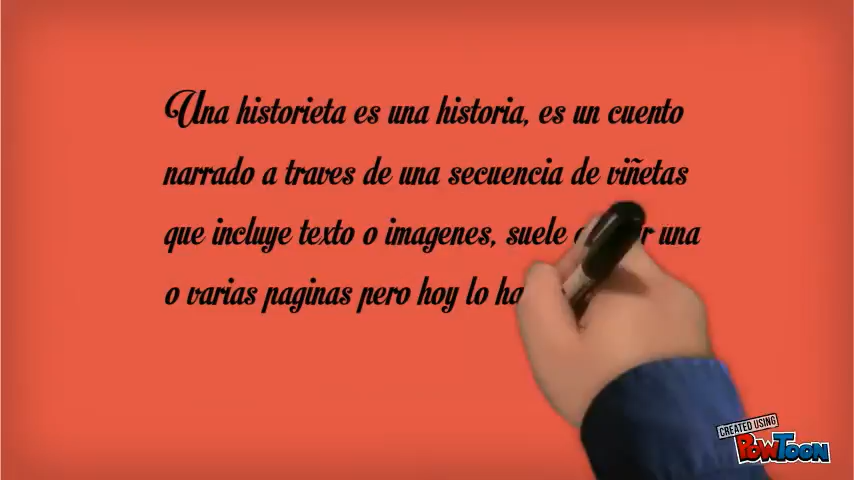 Una historieta es una historia, es un cuento
narrado a traves de una secuencia de viñetas
que incluye texto o imagenes, suele una
o varias paginas pero hoy lo
CREATED USING
POWTOON